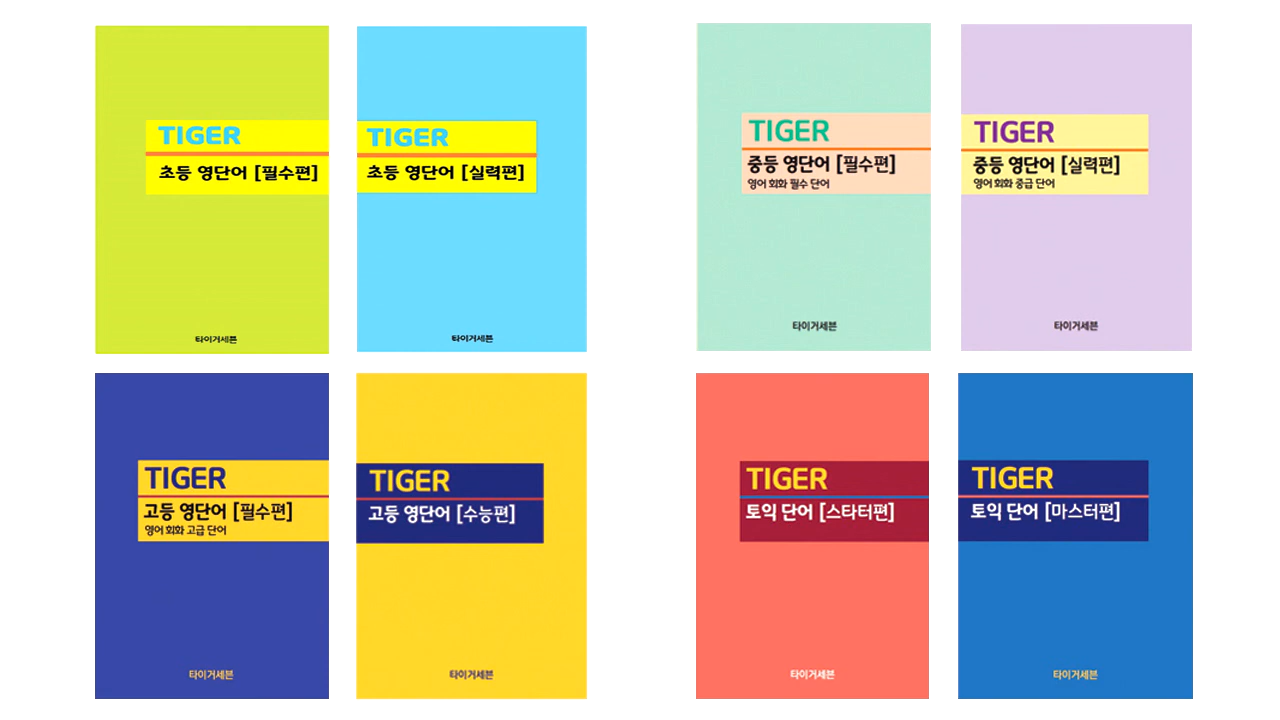 TIGER
초등 영단어 [필수편]
타이거세븐
TIGER
초등 영단어 [실력편]
타이거세븐
TIGER
중등 영단어 [필수편]
영어 회화 필수 단어
타이거세븐
TIGER
중등 영단어 [실력편]
영어 회화 중급 단어
타이거세븐
TIGER
고등 영단어 [필수편]
영어 회화 고급 단어
타이거세븐
TIGER
고등 영단어 [수능편]
타이거세븐
TIGER
토익 단어 [스타터편]
타이거세븐
TIGER
토익 단어 [마스터편]
타이거세븐